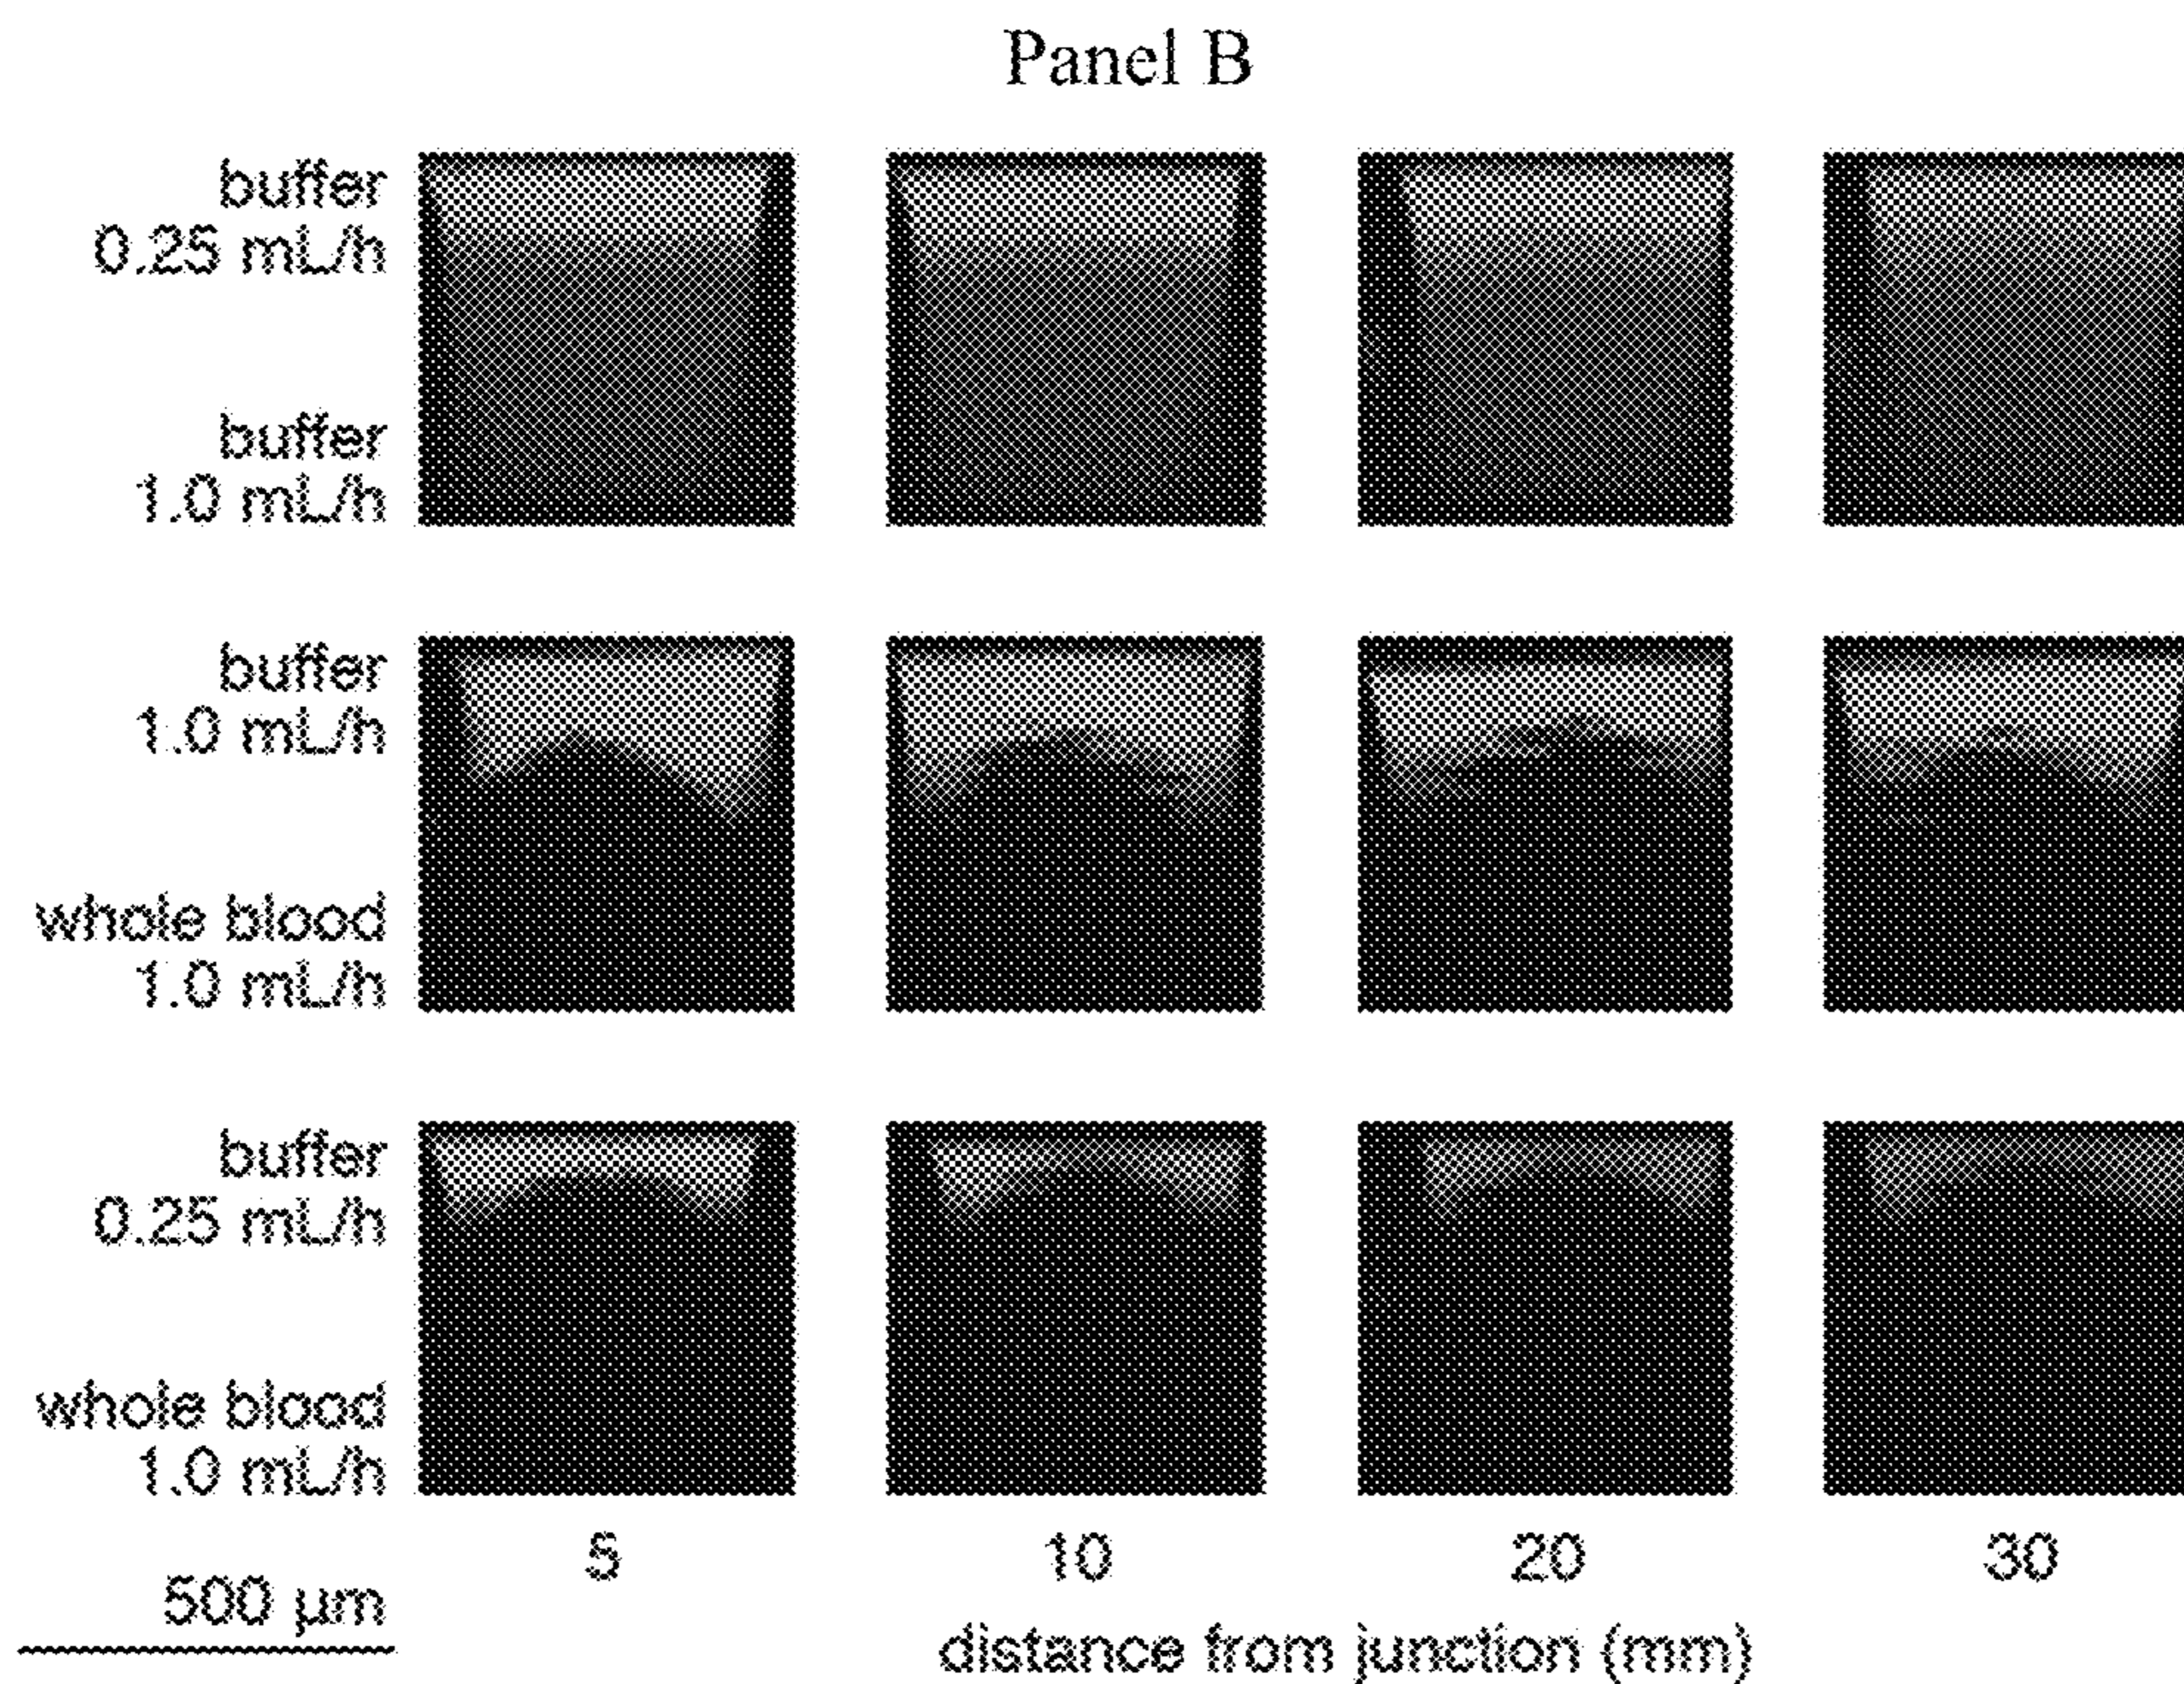 Panel B
buffer
0.25 mL/h
buffer
1.0 mL/h
buffer
1.0 mL/h
whole blood
1.0 mL/h
buffer
0.25 mL/h
whole blood
1.0 mL/h
5 10 20 30
500 µm
distance from junction (mm)